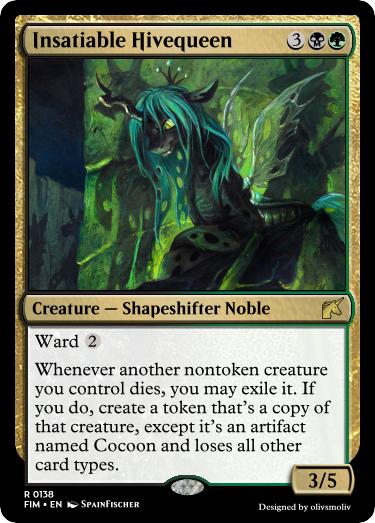 Insatiable Hivequeen 3
Creature — Shapeshifter Noble
Ward 2
Whenever another nontoken creature
you control dies, you may exile it. If
you do, create a token that's a copy of
that creature, except it's an artifact
named Cocoon and loses all other
card types.
3/5
R 0138
FIM • EN SpainFischer
Designed by olivsmoliv